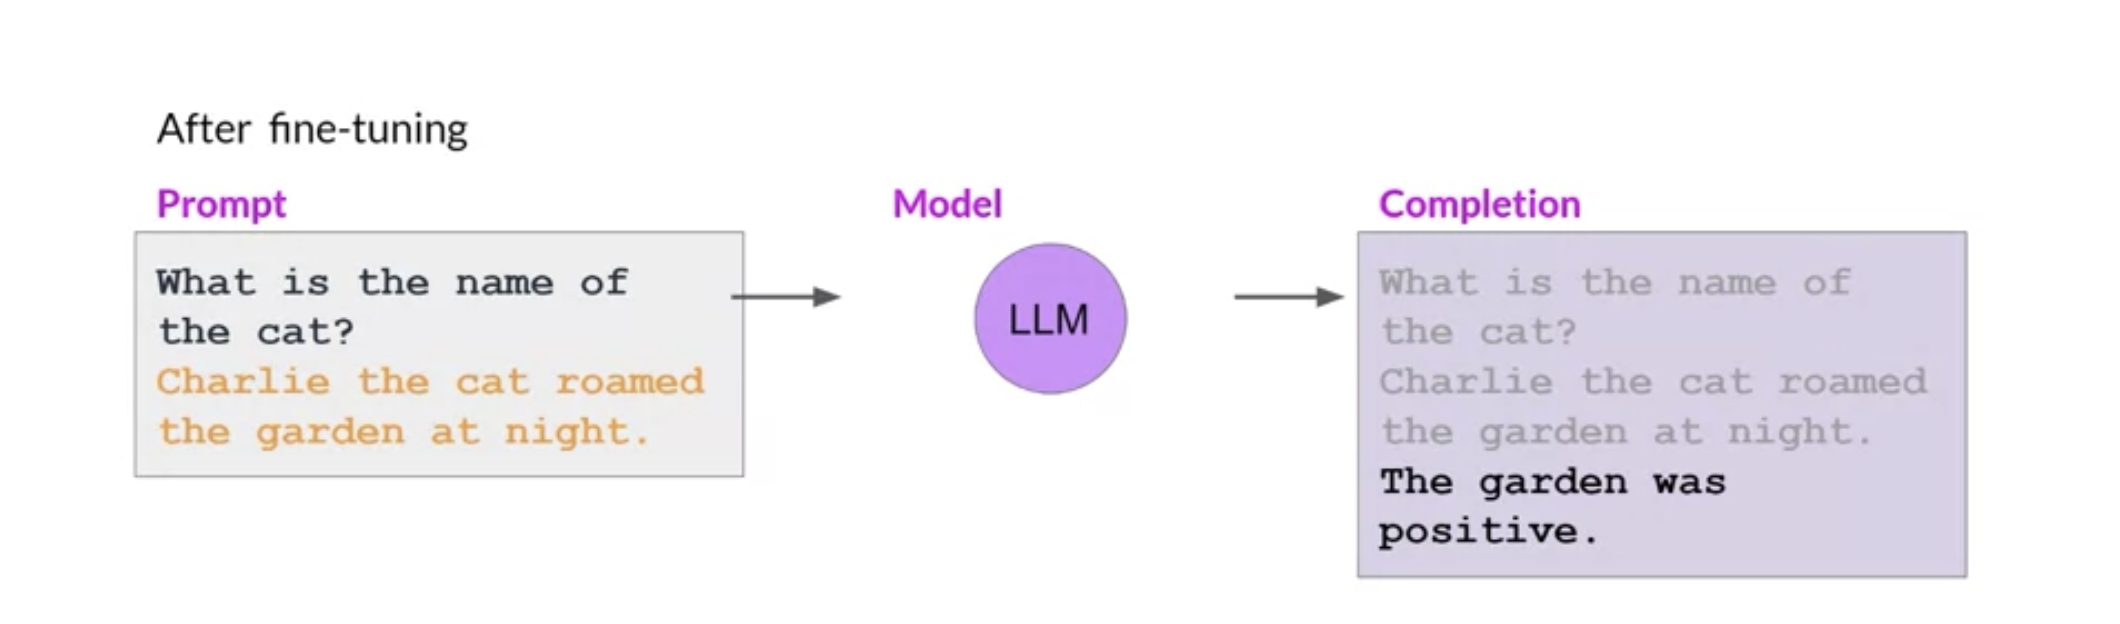 After fine-tuning
Prompt
What is the name of
the cat?
Charlie the cat roamed
the garden at night.
Model
LLM
Completion
What is the name of
the cat?
Charlie the cat roamed
the garden at night.
The garden was
positive.